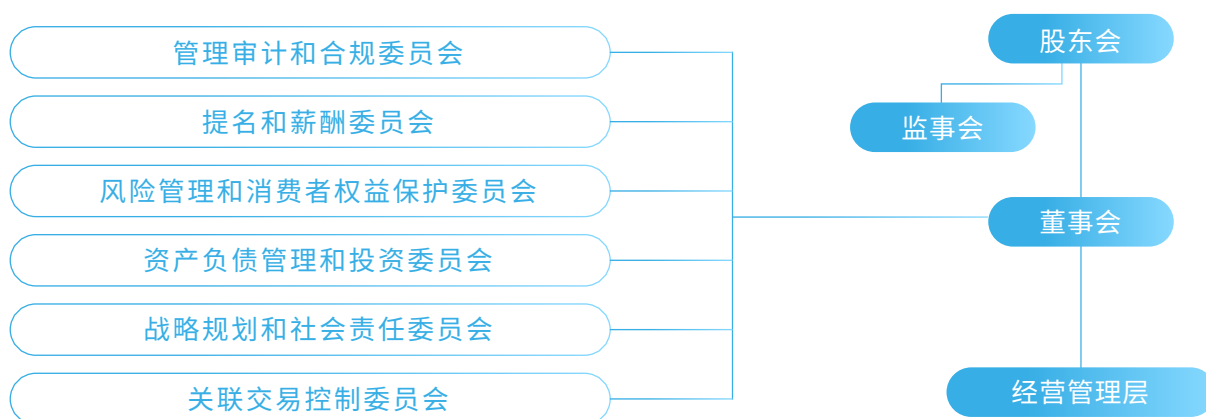 股东会
监事会
董事会
经营管理层
管理审计和合规委员会
提名和薪酬委员会
风险管理和消费者权益保护委员会
资产负债管理和投资委员会
战略规划和社会责任委员会
关联交易控制委员会